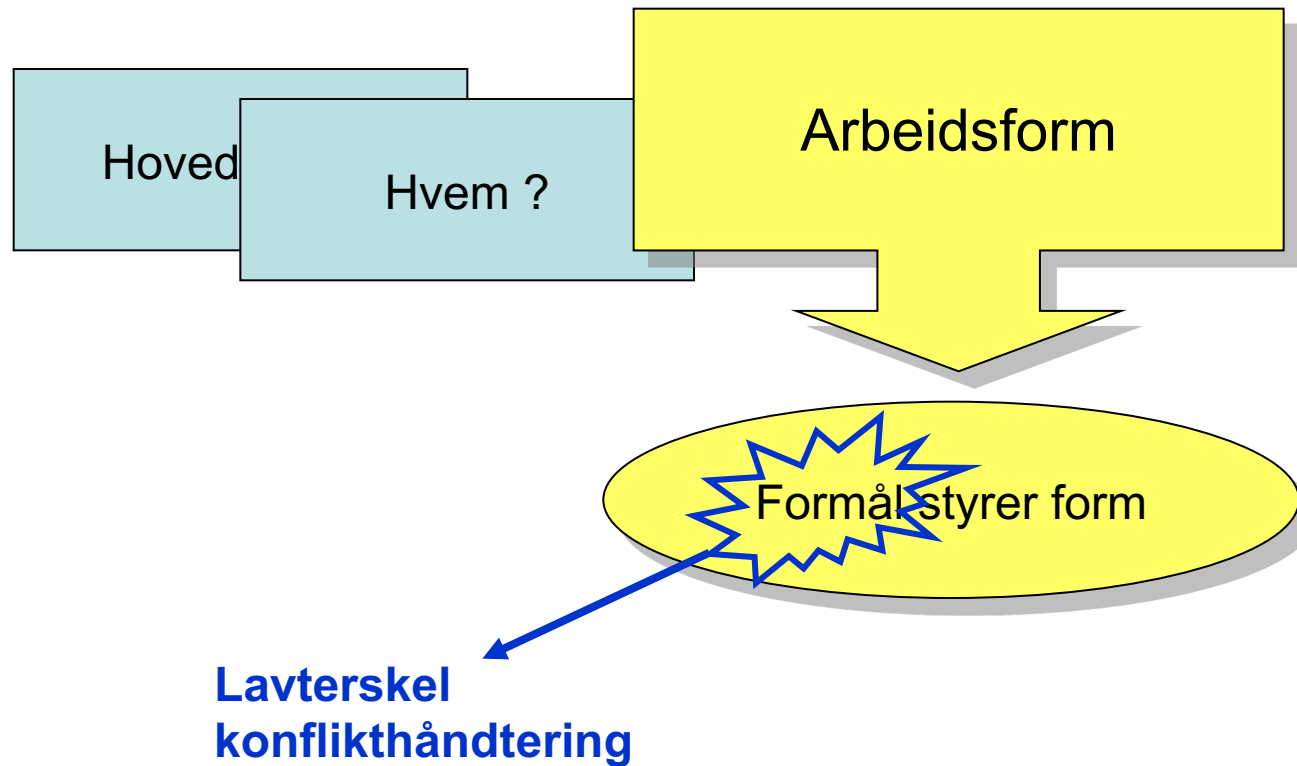 Hoved
Hvem ?
Arbeidsform
Formål styrer form
Lavterskel
konflikthåndtering